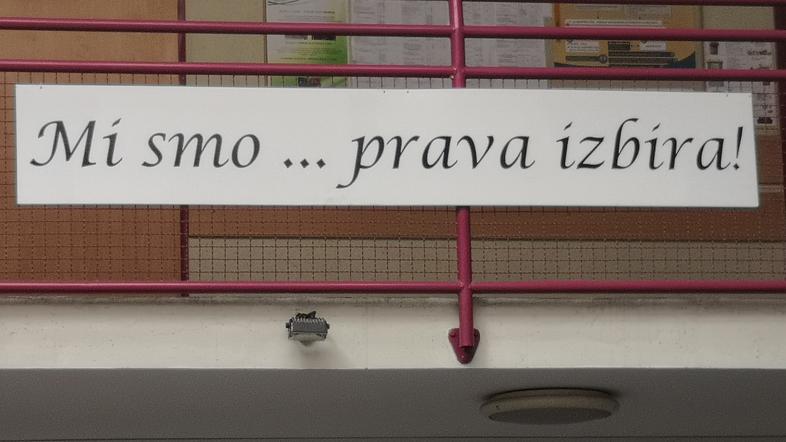 Mi smo ... prava izbira!